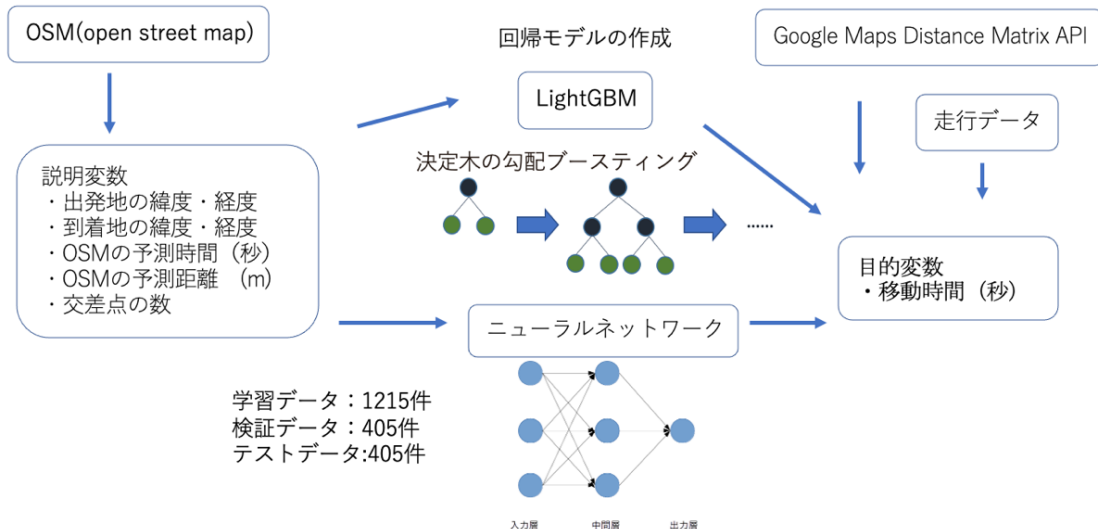 OSM(open street map)
回帰モデルの作成
Google Maps Distance Matrix API
LightGBM
走行データ
説明変数
・出発地の緯度・経度
・到着地の緯度・経度
・OSMの予測時間（秒）
・OSMの予測距離　(m)
・交差点の数
決定木の勾配ブースティング
……
目的変数
・移動時間（秒）
ニューラルネットワーク
学習データ：1215件
検証データ：405件
テストデータ:405件
入力層
中間層
出力層